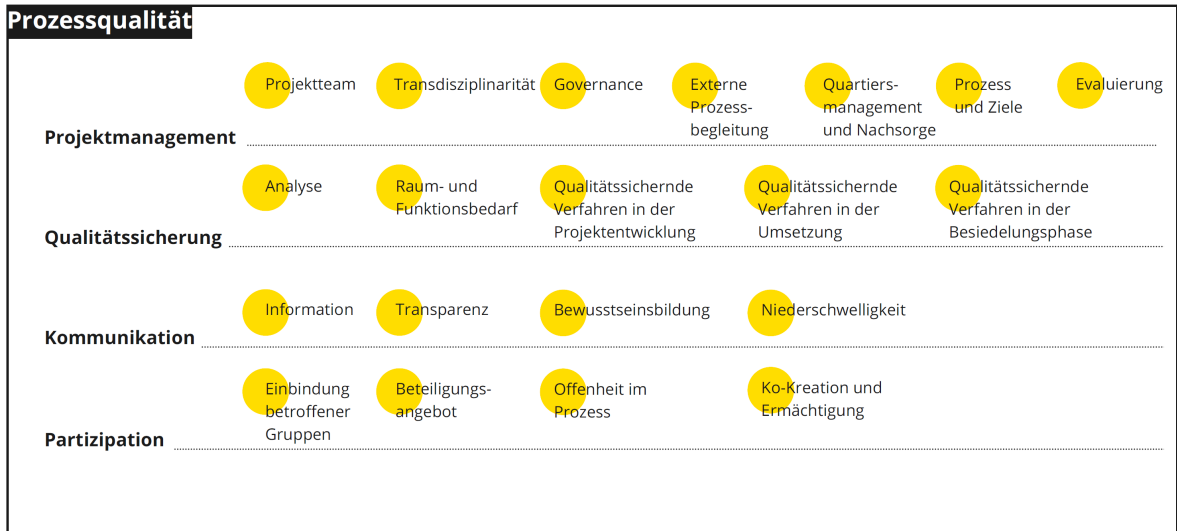 Prozessqualität
Projektteam
Transdisziplinarität
Governance
Externe
Prozess-
begleitung
Quartiers-
management
und Nachsorge
Prozess
und Ziele
Evaluierung
Projektmanagement
Analyse
Raum- und
Funktionsbedarf
Qualitätssichernde
Verfahren in der
Projektentwicklung
Qualitätssichernde
Verfahren in der
Umsetzung
Qualitätssichernde
Verfahren in der
Besiedelungsphase
Qualitätssicherung
Information
Transparenz
Bewusstseinsbildung
Niederschwelligkeit
Kommunikation
Einbindung
betroffener
Gruppen
Beteiligungs-
angebot
Offenheit im
Prozess
Ko-Kreation und
Ermächtigung
Partizipation